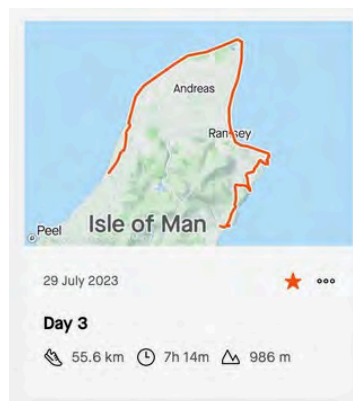 Andreas
Ramsey
Peel
Isle of Man
29 July 2023
Day 3
55.6 km 7h 14m 986 m